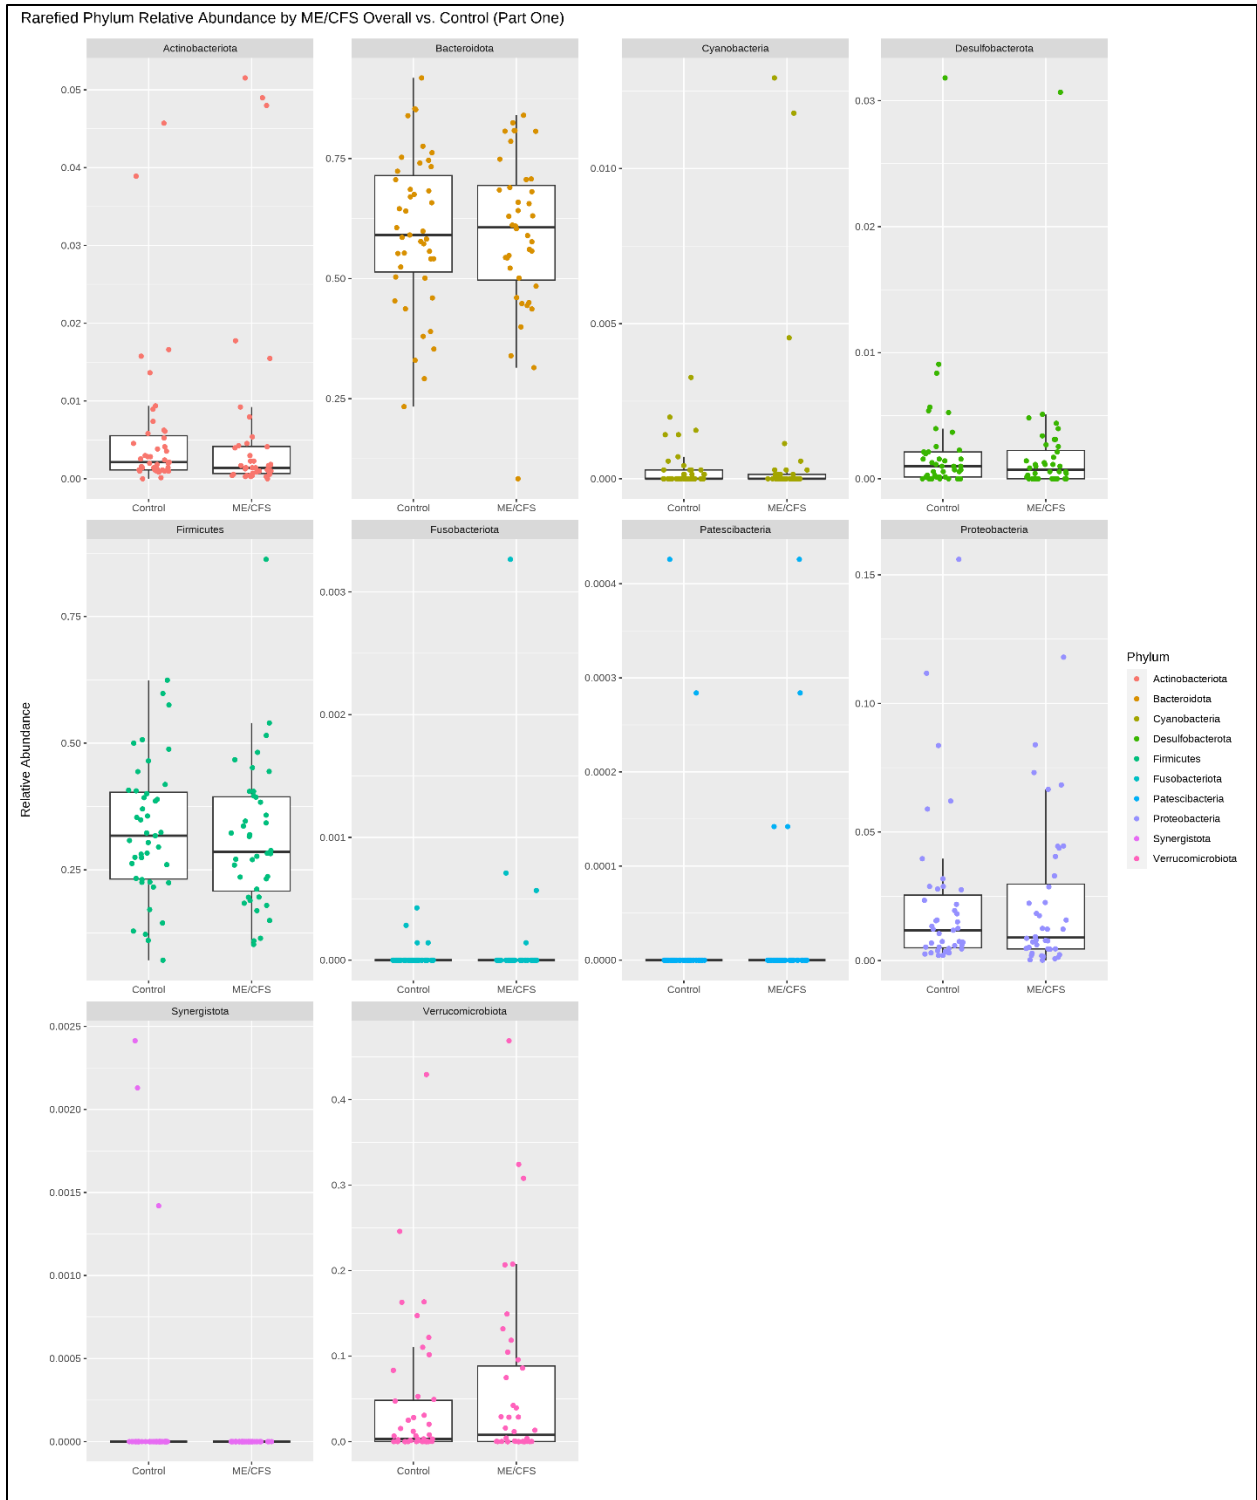 Rarefied Phylum Relative Abundance by ME/CFS Overall vs. Control (Part One)
Actinobacteriota
Bacteroidota
Cyanobacteria
Desulfobacterota
0.05
0.04
0.03
0.02
0.01
0.00
0.75
0.50
0.25
0.010
0.005
0.000
0.03
0.02
0.01
0.00
Control
ME/CFS
Control
ME/CFS
Control
ME/CFS
Control
ME/CFS
Firmicutes
Fusobacteriota
Patescibacteria
Proteobacteria
0.75
0.50
0.25
0.003
0.002
0.001
0.000
0.0004
0.0003
0.0002
0.0001
0.0000
0.15
0.10
0.05
0.00
Control
ME/CFS
Control
ME/CFS
Control
ME/CFS
Control
ME/CFS
Synergistota
Verrucomicrobiota
0.0025
0.0020
0.0015
0.0010
0.0005
0.0000
0.4
0.3
0.2
0.1
0.0
Control
ME/CFS
Control
ME/CFS
Relative Abundance
Phylum
Actinobacteriota
Bacteroidota
Cyanobacteria
Desulfobacterota
Firmicutes
Fusobacteriota
Patescibacteria
Proteobacteria
Synergistota
Verrucomicrobiota